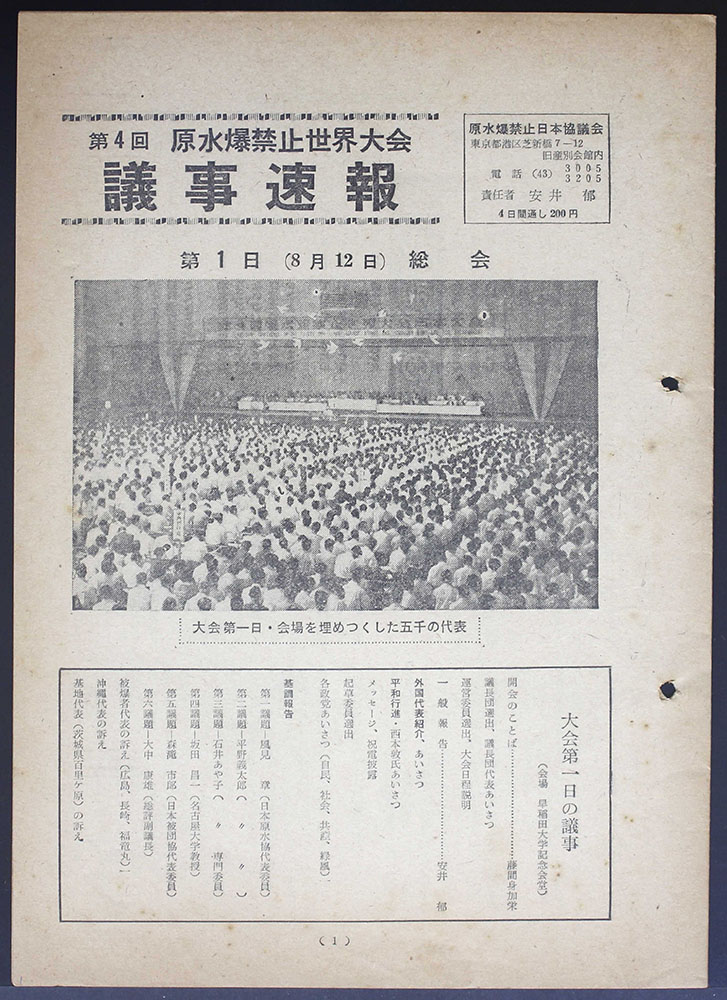 第4回 原水爆禁止世界大会
議事速報
原水爆禁止日本協議会
東京都港区芝新橋7―12
旧産別会館内
電話 (43) 3005
3205
責任者 安井 郁
4日間通し200円
第1日 (8月12日) 総会
大会第一日・会場を埋めつくした五千の代表
大会第一日の議事
(会場 早稲田大学記念会堂)
開会のことば……………………藤間身加栄
議長団選出、議長団代表あいさつ
運営委員選出、大会日程説明
一般報告……………………安井 郁
外国代表紹介、あいさつ
平和行進・西本敦氏あいさつ
メッセージ、祝電披露
起草委員選出
各政党あいさつ(自民、社会、共産、緑風)
基調報告
第一議題―風見 章(日本原水協代表委員)
第二議題―平野義太郎(〃 〃)
第三議題―石井あや子(〃 専門委員)
第四議題―坂田 昌一(名古屋大学教授)
第五議題―森滝 市郎(日本被団協代表委員)
第六議題―大中 康雄(総評副議長)
被爆者代表の訴え(広島、長崎、福竜丸)
沖縄代表の訴え
基地代表(茨城県百里ヶ原)の訴え
(1)